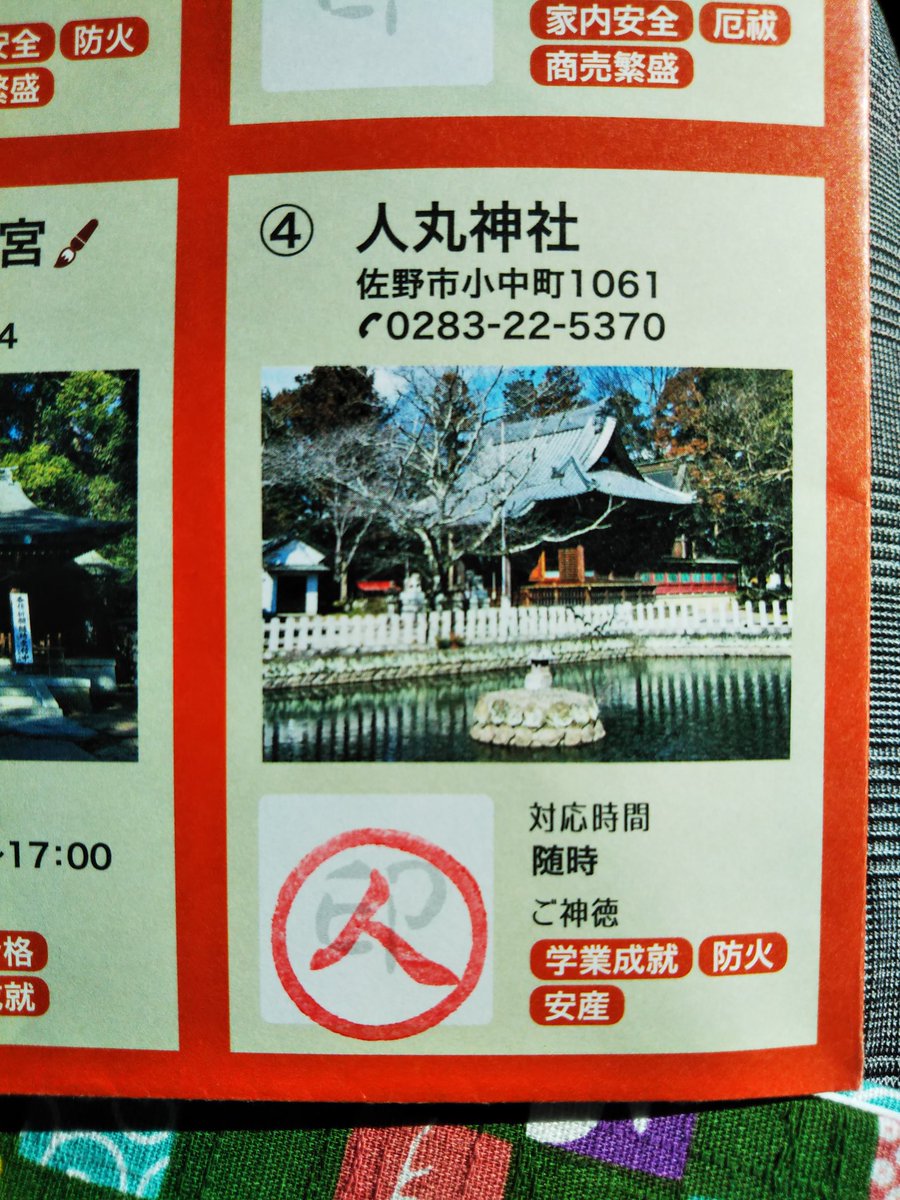 安全 防火
繁盛
家内安全 厄祓
商売繁盛
宮
4
17:00
格
成就
④ 人丸神社
佐野市小中町1061
0283-22-5370
印
人
対応時間
随時
ご神徳
学業成就 防火
安産